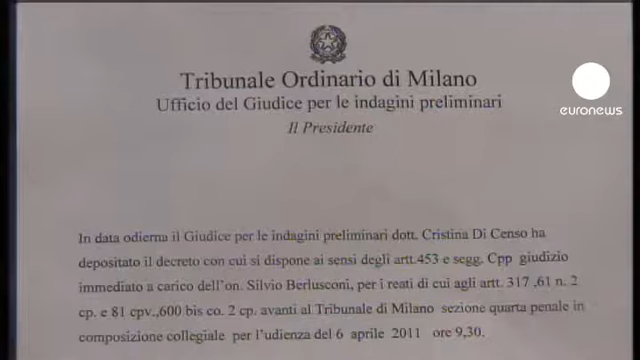 Tribunale Ordinario di Milano
Ufficio del Giudice per le indagini preliminari
Il Presidente
euronews
In data odierna il Giudice per le indagini preliminari dott. Cristina Di Censo ha
depositato il decreto con cui si dispone ai sensi degli artt.453 e segg. Cpp giudizio
immediato a carico dell'on. Silvio Berlusconi, per i reati di cui agli artt. 317 ,61 n. 2
cp. e 81 cpv.,600 bis co. 2 cp. avanti al Tribunale di Milano sezione quarta penale in
composizione collegiale per l'udienza del 6 aprile 2011 ore 9,30.